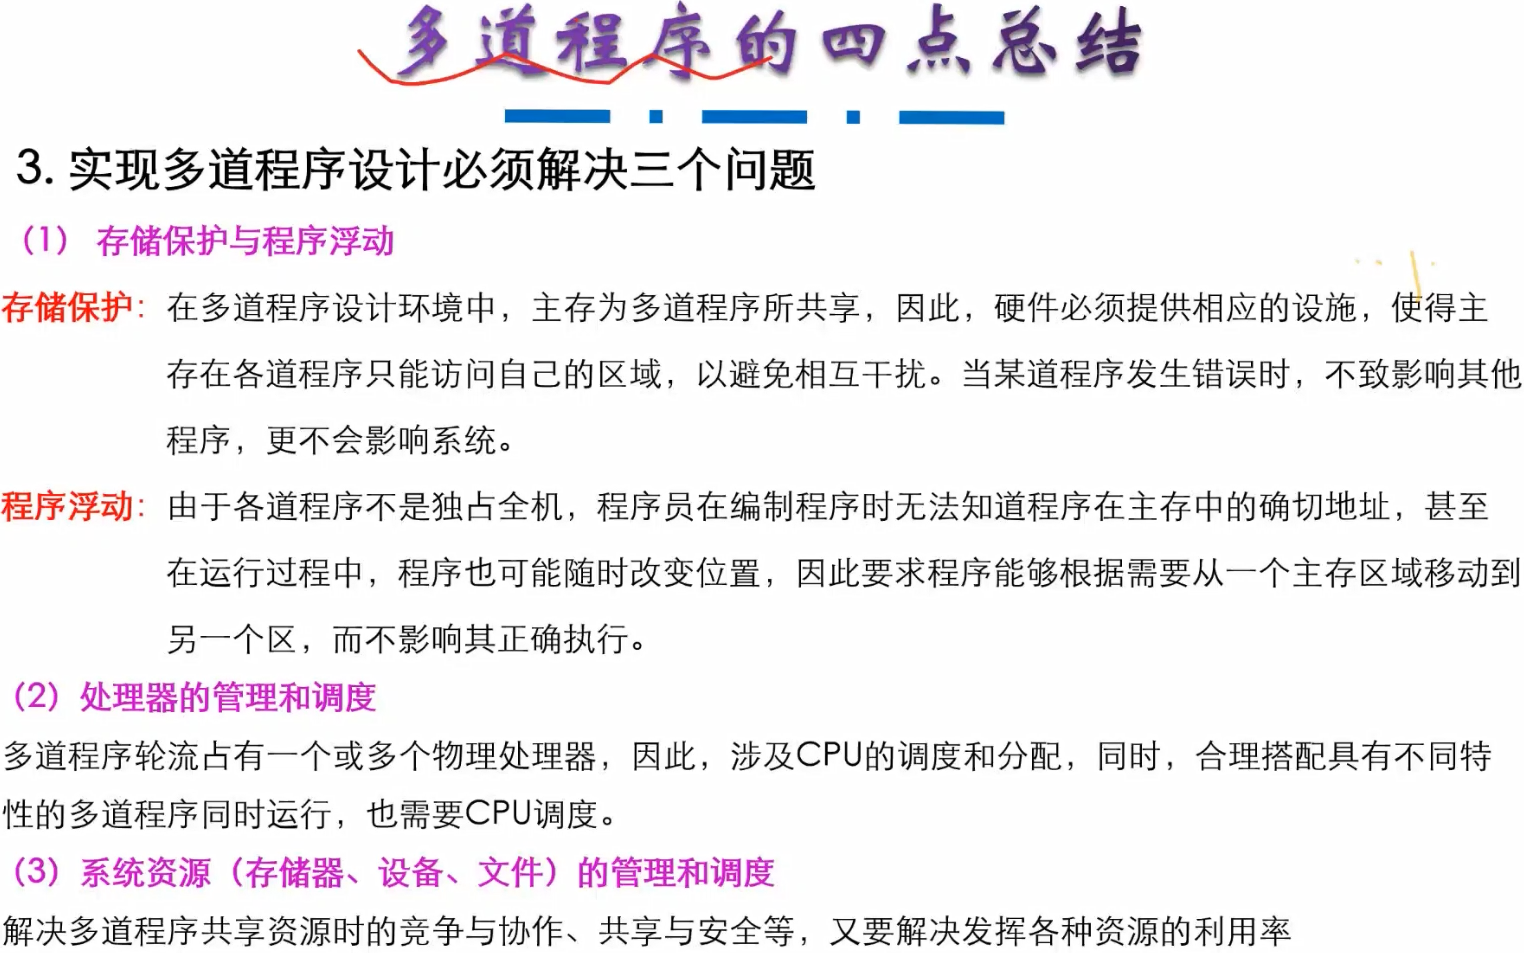 多道程序的四点总结
3. 实现多道程序设计必须解决三个问题
（1） 存储保护与程序浮动
存储保护：在多道程序设计环境中，主存为多道程序所共享，因此，硬件必须提供相应的设施，使得主
存在各道程序只能访问自己的区域，以避免相互干扰。当某道程序发生错误时，不致影响其他
程序，更不会影响系统。
程序浮动：由于各道程序不是独占全机，程序员在编制程序时无法知道程序在主存中的确切地址，甚至
在运行过程中，程序也可能随时改变位置，因此要求程序能够根据需要从一个主存区域移动到
另一个区，而不影响其正确执行。
（2）处理器的管理和调度
多道程序轮流占有一个或多个物理处理器，因此，涉及CPU的调度和分配，同时，合理搭配具有不同特
性的多道程序同时运行，也需要CPU调度。
（3）系统资源（存储器、设备、文件）的管理和调度
解决多道程序共享资源时的竞争与协作、共享与安全等，又要解决发挥各种资源的利用率